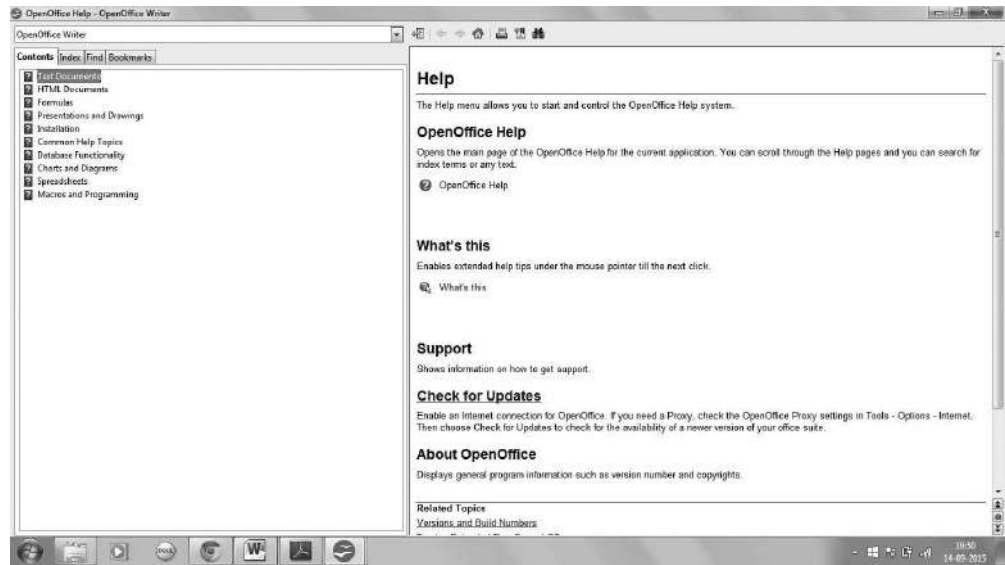 OpenOffice Help - OpenOffice Writer
OpenOffice Writer
Contents Index Find Bookmarks
Text Documents
HTML Documents
Formulas
Presentations and Drawings
Installation
Common Help Topics
Database Functionality
Charts and Diagrams
Spreadsheets
Macros and Programming
Help
The Help menu allows you to start and control the OpenOffice Help system.
OpenOffice Help
Opens the main page of the OpenOffice Help for the current application. You can scroll through the Help pages and you can search for
index terms or any text.
OpenOffice Help
What's this
Enables extended help tips under the mouse pointer till the next click.
What's this
Support
Shows information on how to get support.
Check for Updates
Enable an Internet connection for OpenOffice. If you need a Proxy, check the OpenOffice Proxy settings in Tools - Options - Internet.
Then choose Check for Updates to check for the availability of a newer version of your office suite.
About OpenOffice
Displays general program information such as version number and copyrights.
Related Topics
Versions and Build Numbers
DELL
W
14-09-2015